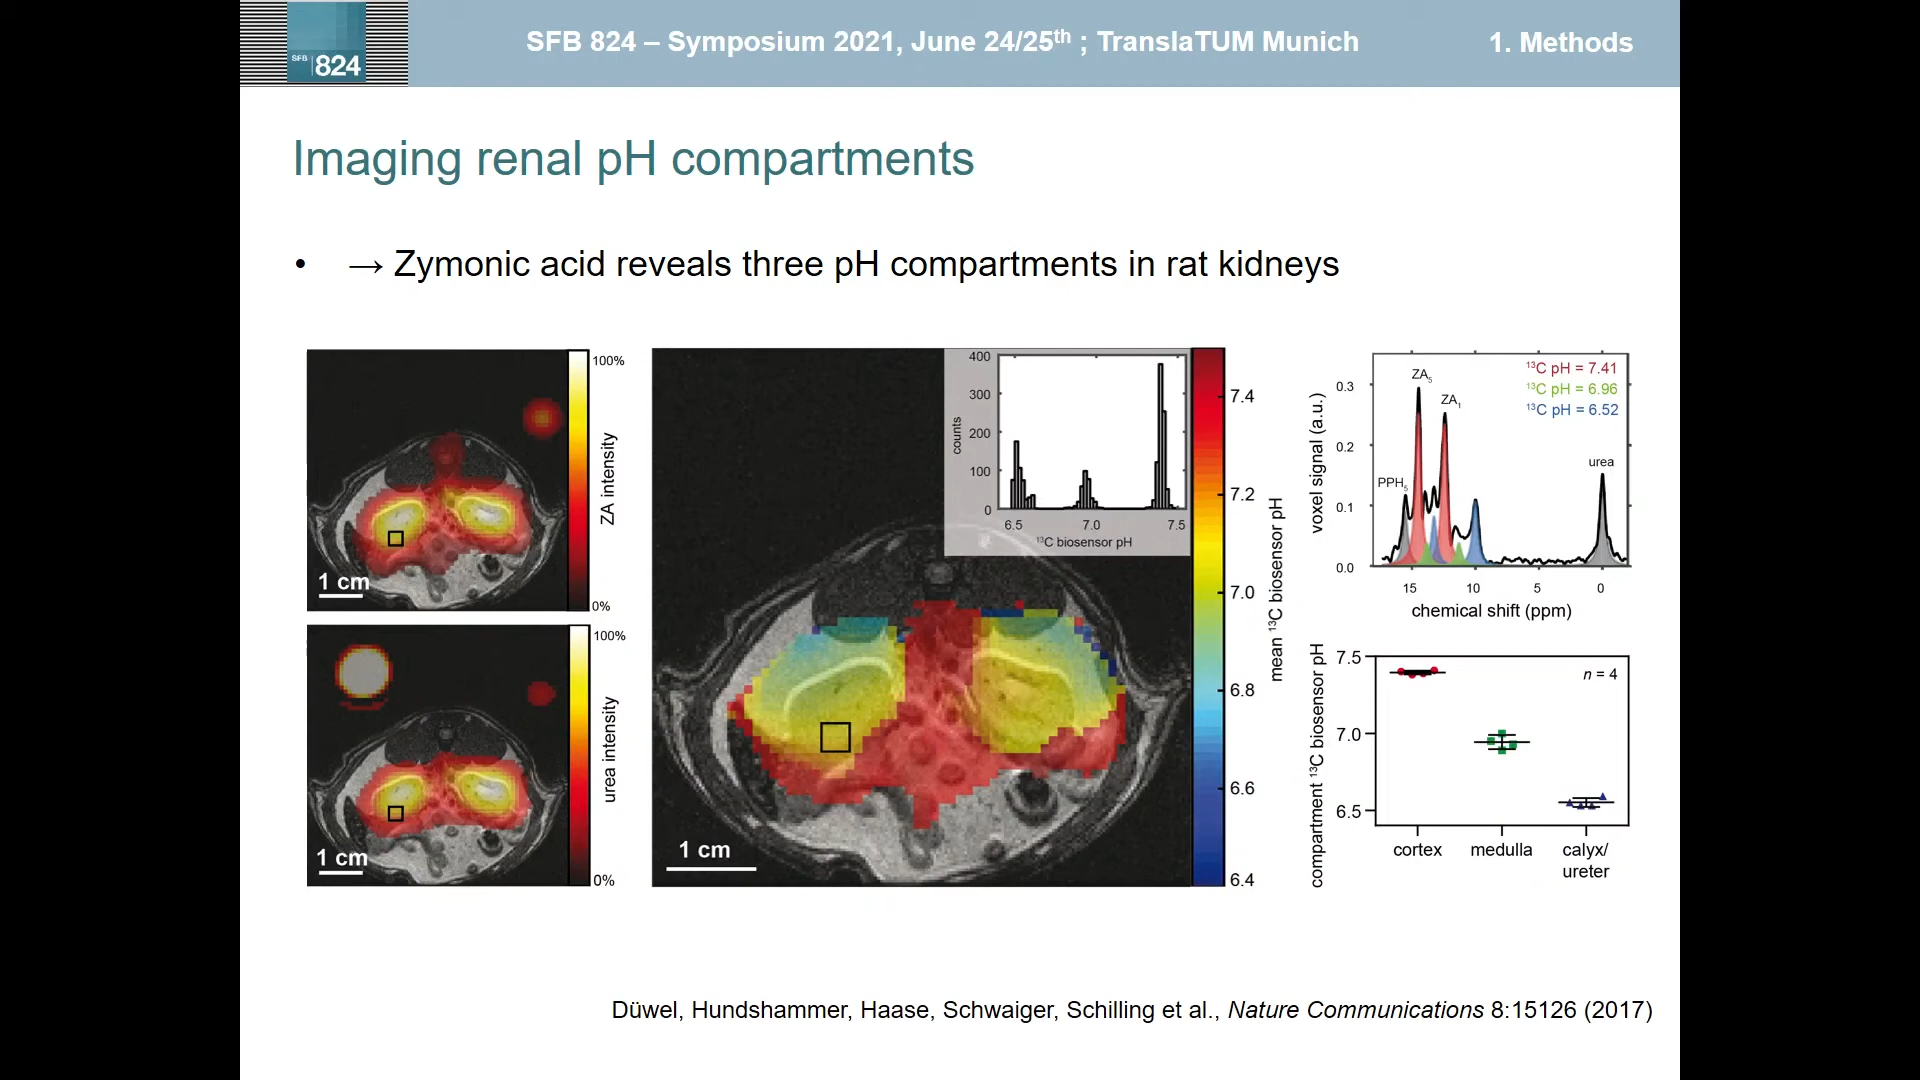 SFB 824
SFB 824 – Symposium 2021, June 24/25th ; TranslaTUM Munich
1. Methods
Imaging renal pH compartments
• → Zymonic acid reveals three pH compartments in rat kidneys
100%
ZA intensity
1 cm
0%
100%
urea intensity
1 cm
0%
400
300
200
100
0
counts
6.5 7.0 7.5
13C biosensor pH
1 cm
7.4
7.2
7.0
6.8
6.6
6.4
mean 13C biosensor pH
voxel signal (a.u.)
0.3
0.2
0.1
0.0
ZA5
ZA1
PPH5
urea
13C pH = 7.41
13C pH = 6.96
13C pH = 6.52
15 10 5 0
chemical shift (ppm)
compartment 13C biosensor pH
7.5
7.0
6.5
n = 4
cortex medulla calyx/
ureter
Düwel, Hundshammer, Haase, Schwaiger, Schilling et al., Nature Communications 8:15126 (2017)